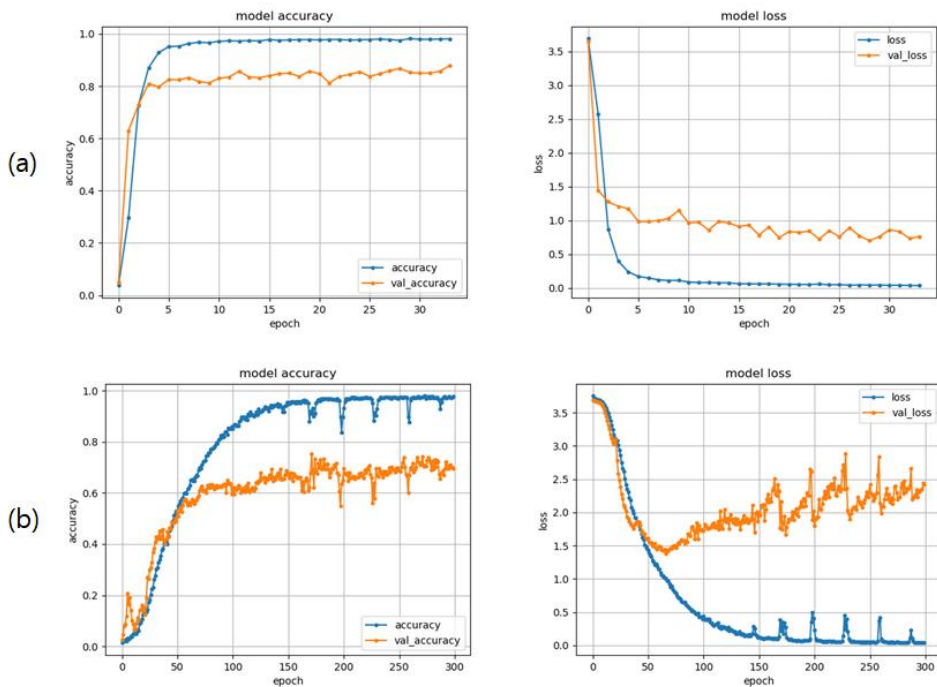 model accuracy
1.0
0.8
0.6
0.4
0.2
0.0
accuracy
0 5 10 15 20 25 30
epoch
accuracy
val_accuracy
model loss
3.5
3.0
2.5
2.0
1.5
1.0
0.5
0.0
loss
0 5 10 15 20 25 30
epoch
loss
val_loss
(a)
model accuracy
1.0
0.8
0.6
0.4
0.2
0.0
accuracy
0 50 100 150 200 250 300
epoch
accuracy
val_accuracy
model loss
3.5
3.0
2.5
2.0
1.5
1.0
0.5
0.0
loss
0 50 100 150 200 250 300
epoch
loss
val_loss
(b)